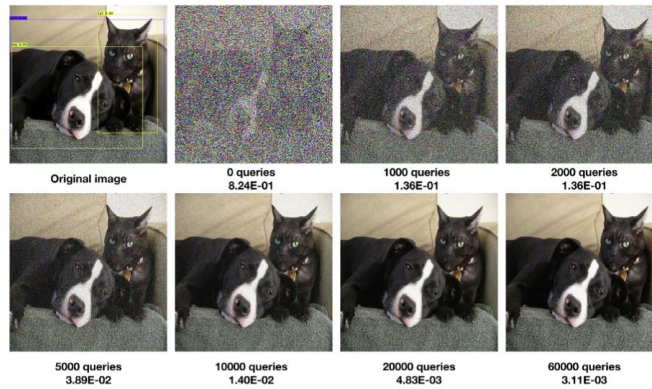 Original image
0 queries
8.24E-01
1000 queries
1.36E-01
2000 queries
1.36E-01
5000 queries
3.89E-02
10000 queries
1.40E-02
20000 queries
4.83E-03
60000 queries
3.11E-03